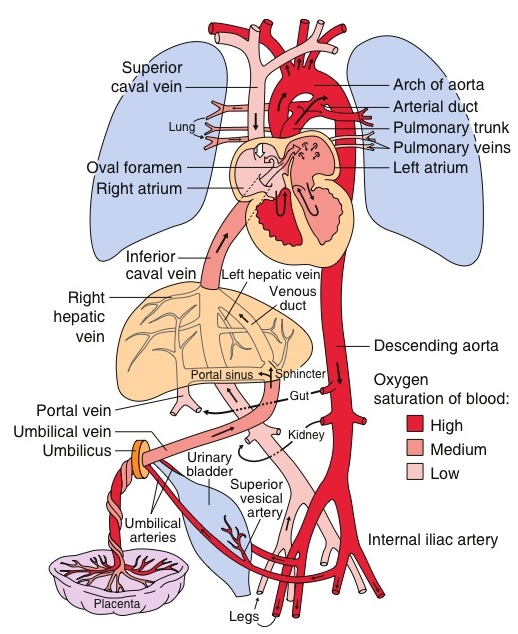 Superior
caval vein
Arch of aorta
Arterial duct
Lung
Pulmonary trunk
Pulmonary veins
Oval foramen
Left atrium
Right atrium
Inferior
caval vein
Left hepatic vein
Venous
duct
Right
hepatic
vein
Descending aorta
Portal sinus
Sphincter
Oxygen
saturation of blood:
Gut
Portal vein
High
Umbilical vein
Kidney
Umbilicus
Medium
Urinary
bladder
Low
Superior
vesical
artery
Umbilical
arteries
Internal iliac artery
Placenta
Legs